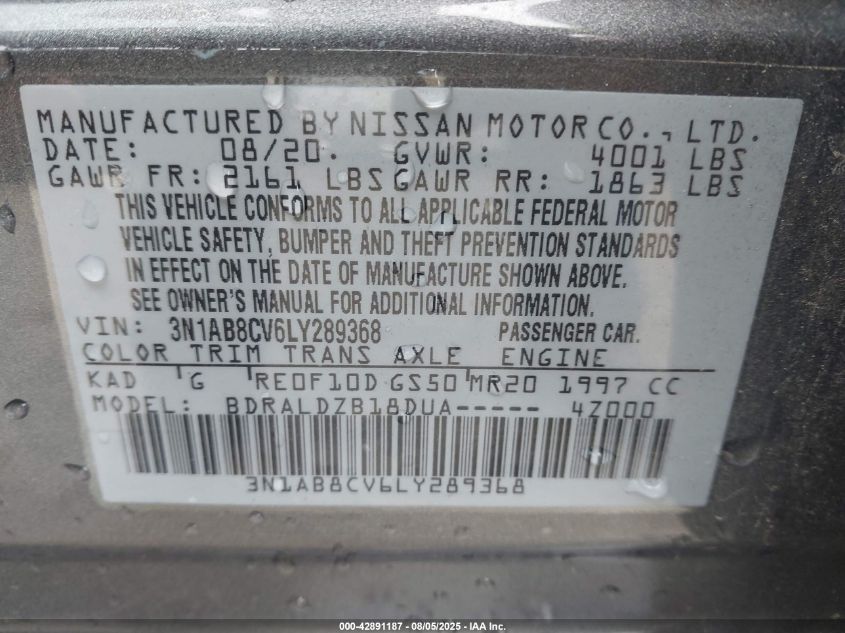 MANUFACTURED BY NISSAN MOTOR CO., LTD.
DATE: 08/20. GVWR: 4001 LBS
GAWR FR: 2161 LBS GAWR RR: 1863 LBS
THIS VEHICLE CONFORMS TO ALL APPLICABLE FEDERAL MOTOR
VEHICLE SAFETY, BUMPER AND THEFT PREVENTION STANDARDS
IN EFFECT ON THE DATE OF MANUFACTURE SHOWN ABOVE.
SEE OWNER'S MANUAL FOR ADDITIONAL INFORMATION.
VIN: 3N1AB8CV6LY289368 PASSENGER CAR.
COLOR TRIM TRANS AXLE ENGINE
KAD G RE0F10D GS50 MR20 1997 CC
MODEL: BDRALDZB18DUA----- 4Z000
3N1AB8CV6LY289368
000-42891187 - 08/05/2025 - IAA Inc.